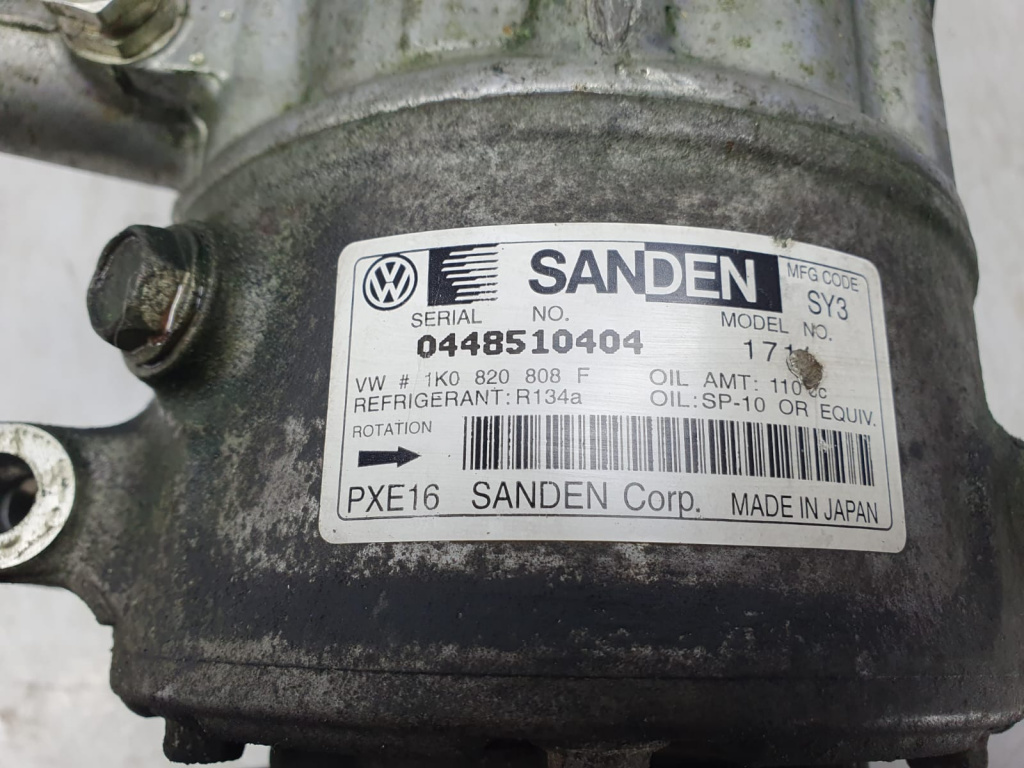 VW SANDEN MFG CODE
SY3
SERIAL NO. MODEL NO.
0448510404
VW # 1K0 820 808 F OIL AMT: 110 cc
REFRIGERANT: R134a OIL: SP-10 OR EQUIV.
ROTATION
PXE16 SANDEN Corp. MADE IN JAPAN